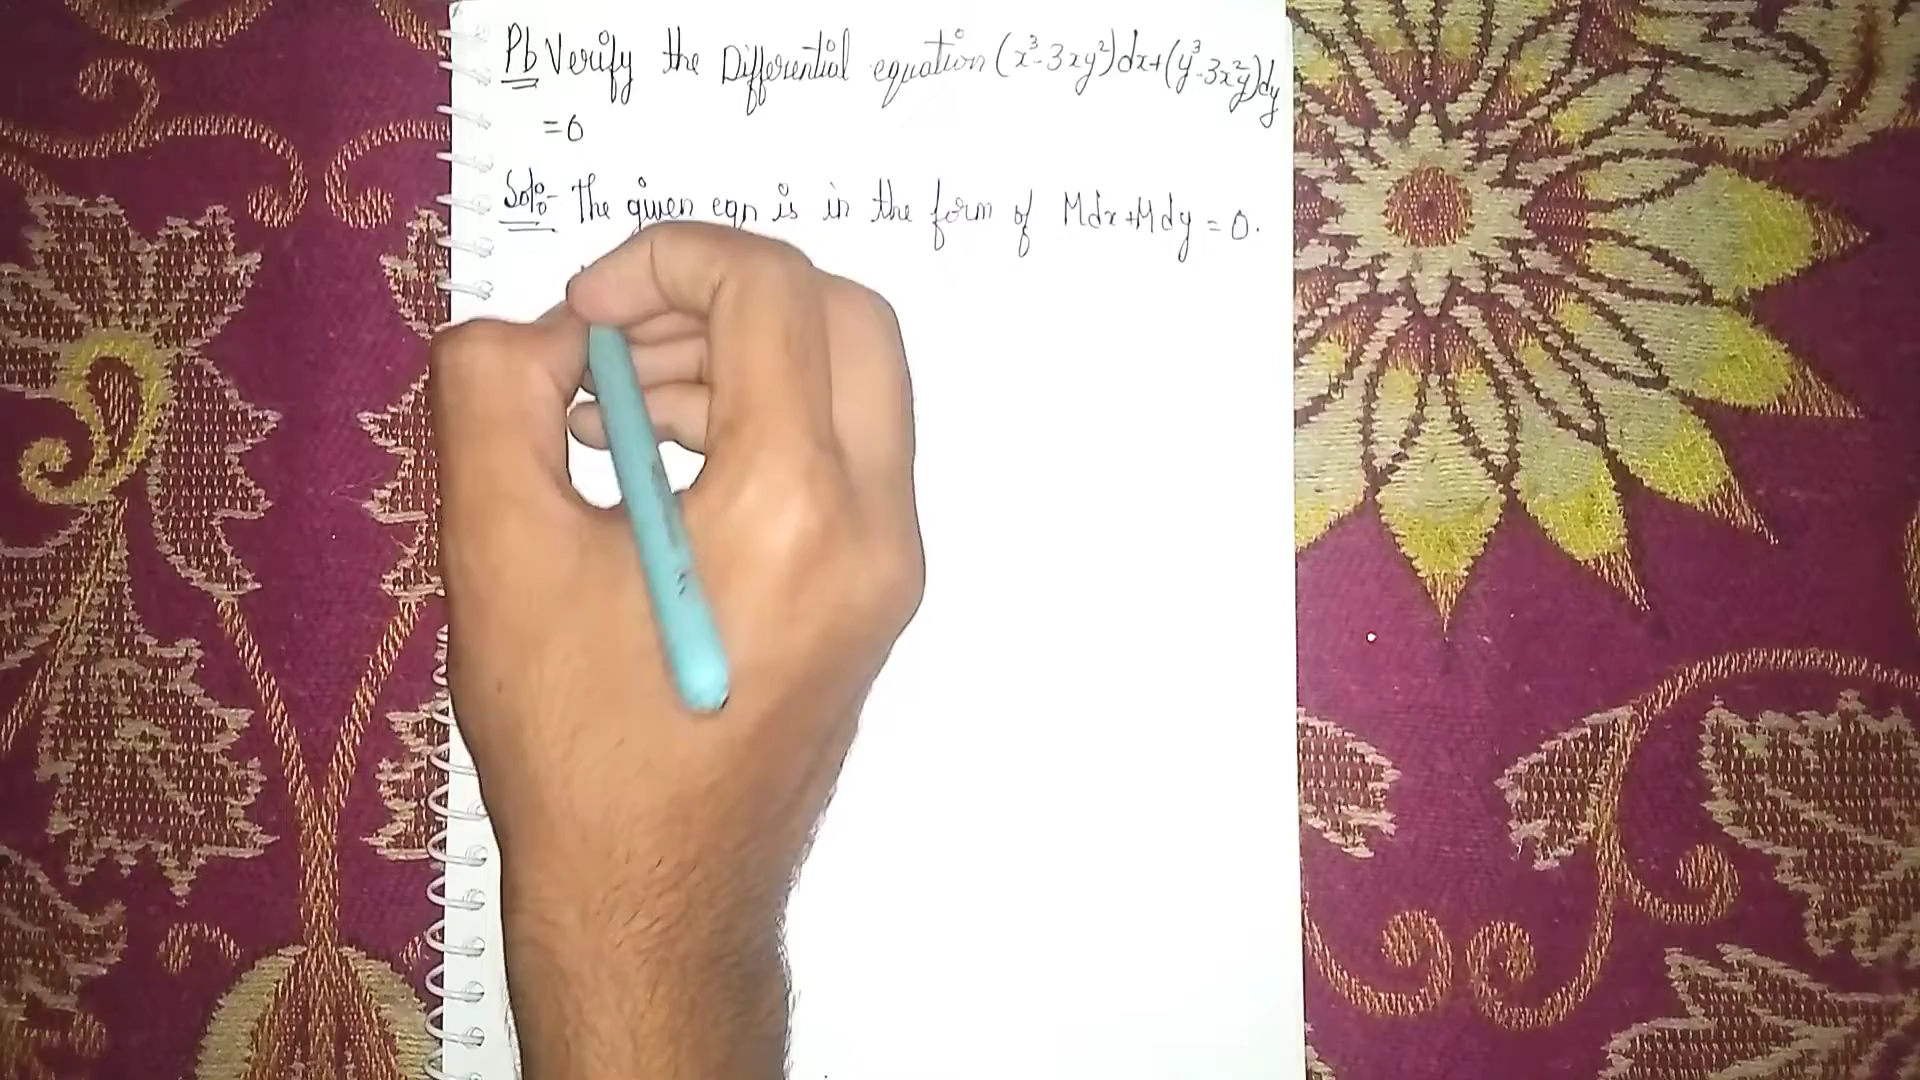 Pb Verify the Differential equation (x³-3xy²)dx+(y³-3x²y)dy
=0
Sol:- The given eqn is in the form of Mdx+Mdy=0.